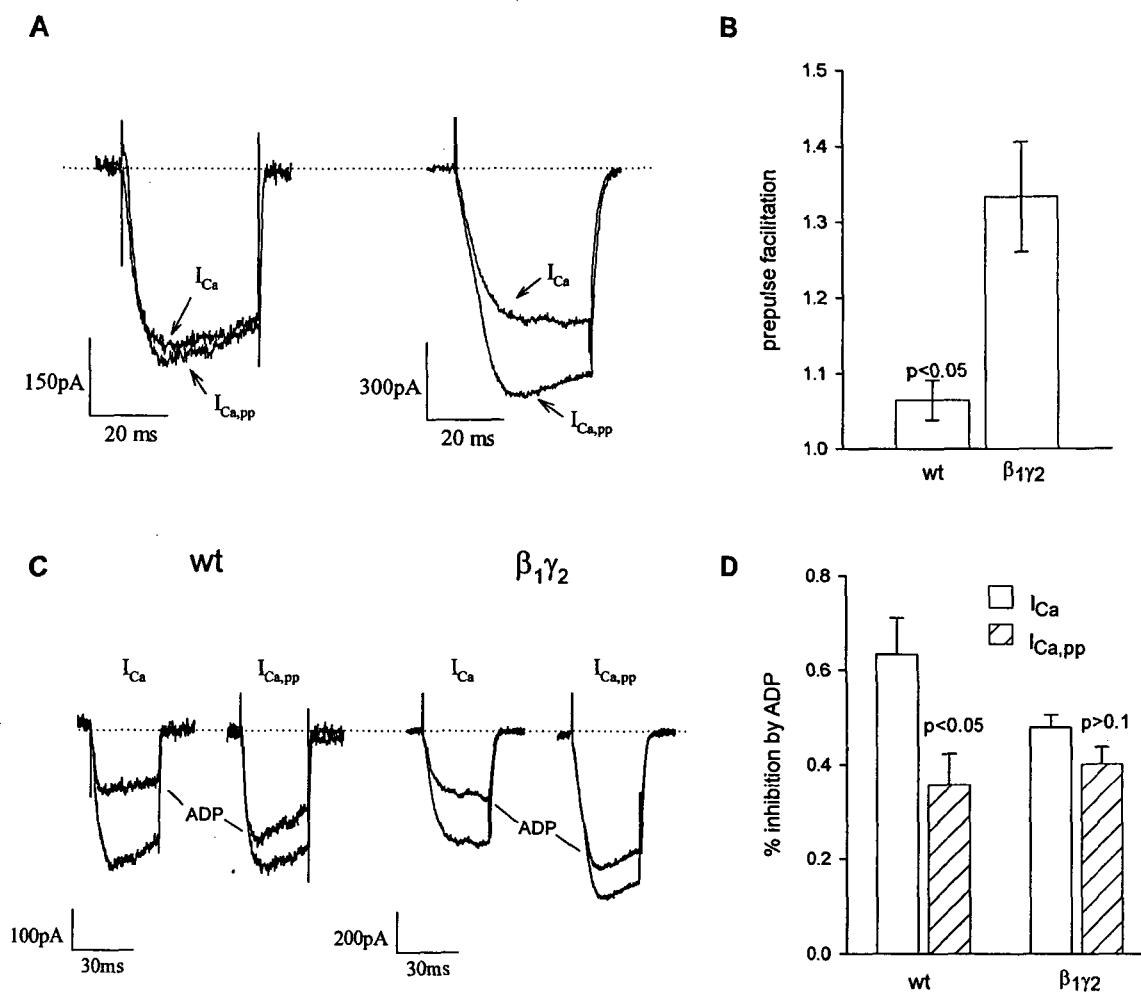 A
I_Ca
I_Ca,pp
150pA
20 ms
I_Ca
I_Ca,pp
300pA
20 ms
B
prepulse facilitation
1.5
1.4
1.3
1.2
1.1
1.0
p<0.05
wt
β₁γ2
C
wt
β₁γ₂
I_Ca
I_Ca,pp
I_Ca
I_Ca,pp
ADP
ADP
100pA
30ms
200pA
30ms
D
% inhibition by ADP
0.8
0.6
0.4
0.2
0.0
I_Ca
I_Ca,pp
p<0.05
p>0.1
wt
β₁γ₂